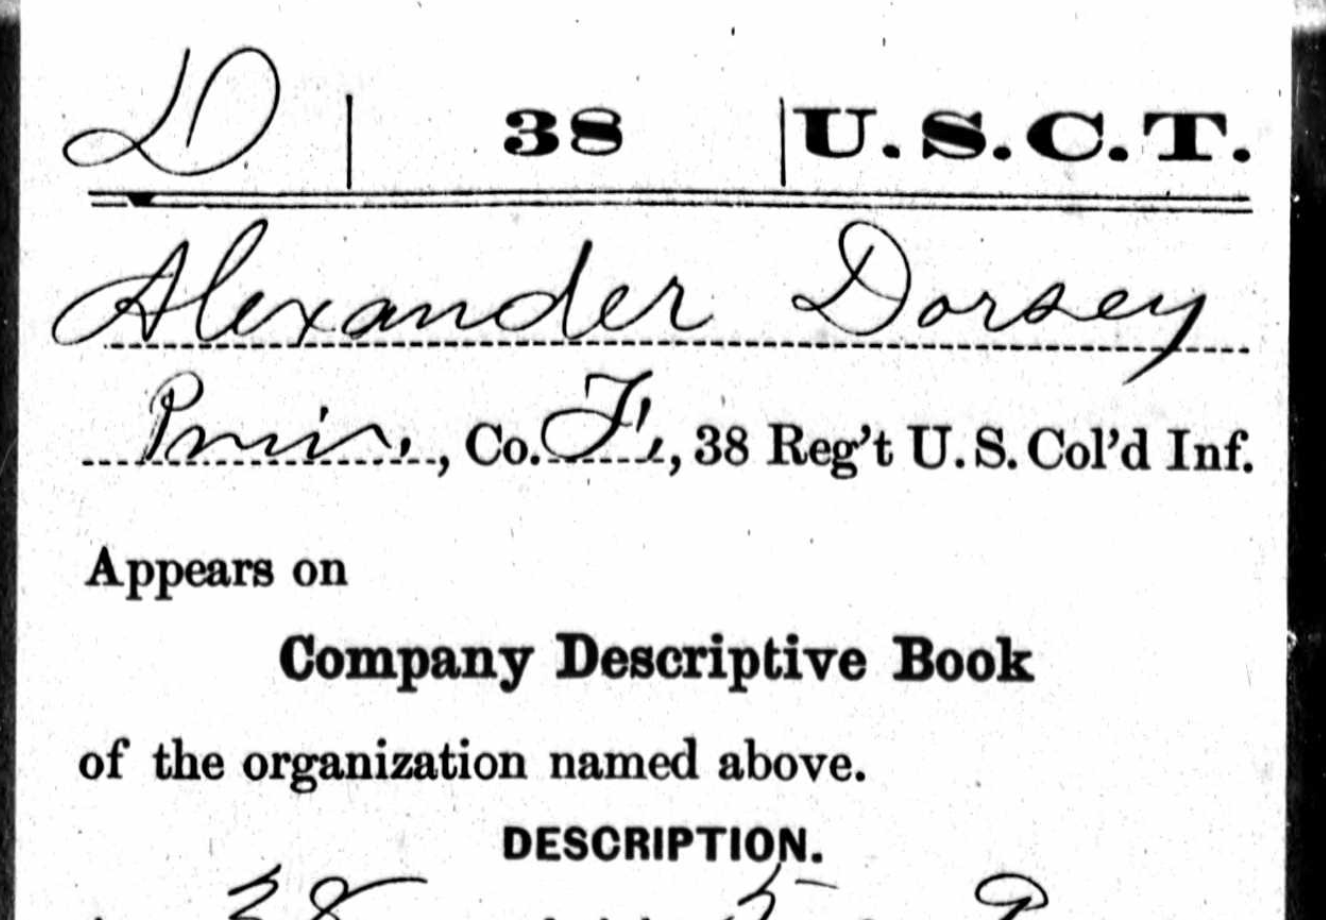 D | 38 | U.S.C.T.
Alexander Dorsey
......., Co. F., 38 Reg't U.S. Col'd Inf.
Appears on
Company Descriptive Book
of the organization named above.
DESCRIPTION.